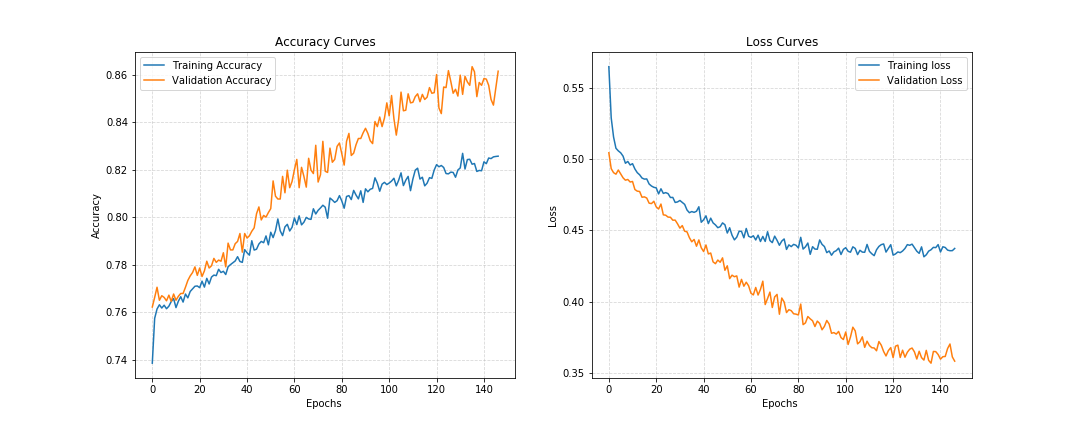 Accuracy Curves
Training Accuracy
Validation Accuracy
0.86
0.84
0.82
0.80
0.78
0.76
0.74
Accuracy
0 20 40 60 80 100 120 140
Epochs
Loss Curves
Training loss
Validation Loss
0.55
0.50
0.45
0.40
0.35
Loss
0 20 40 60 80 100 120 140
Epochs